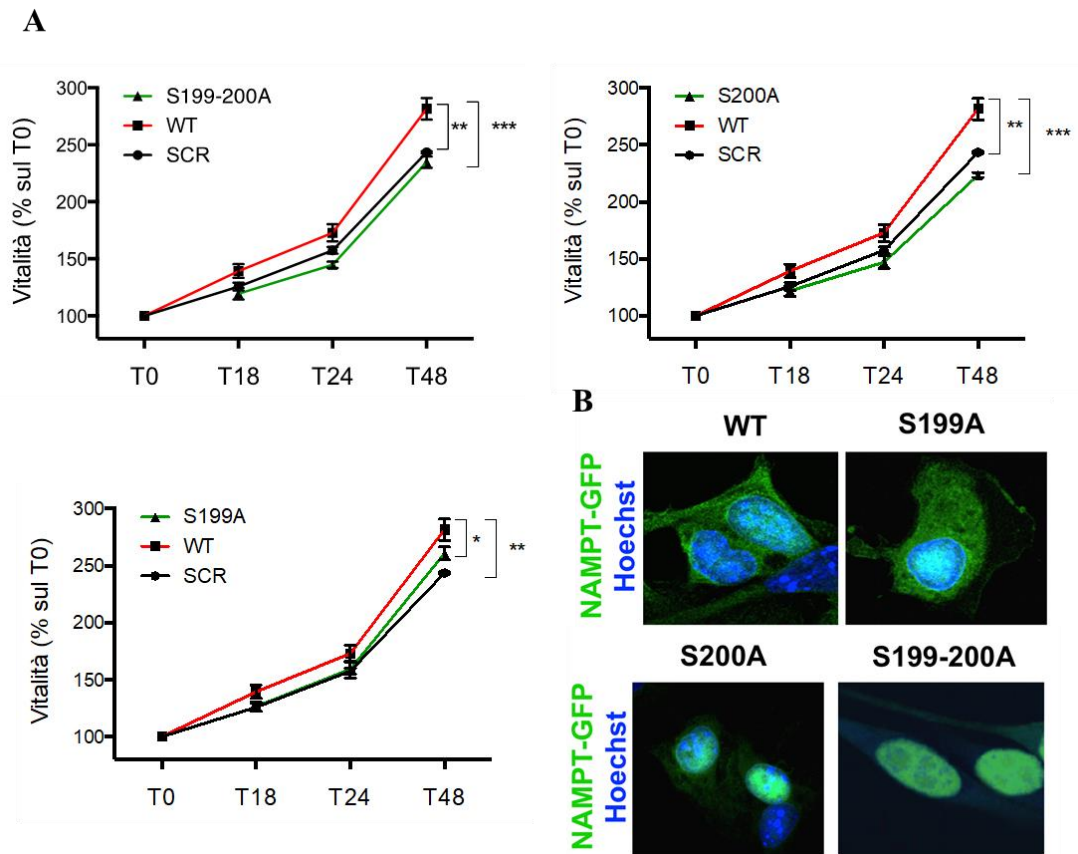 A
S199-200A
WT
SCR
Vitalità (% sul T0)
300
250
200
150
100
**
***
T0 T18 T24 T48
S200A
WT
SCR
Vitalità (% sul T0)
300
250
200
150
100
**
***
T0 T18 T24 T48
S199A
WT
SCR
Vitalità (% sul T0)
300
250
200
150
100
*
**
T0 T18 T24 T48
B
WT S199A
NAMPT-GFP
Hoechst
S200A S199-200A
NAMPT-GFP
Hoechst